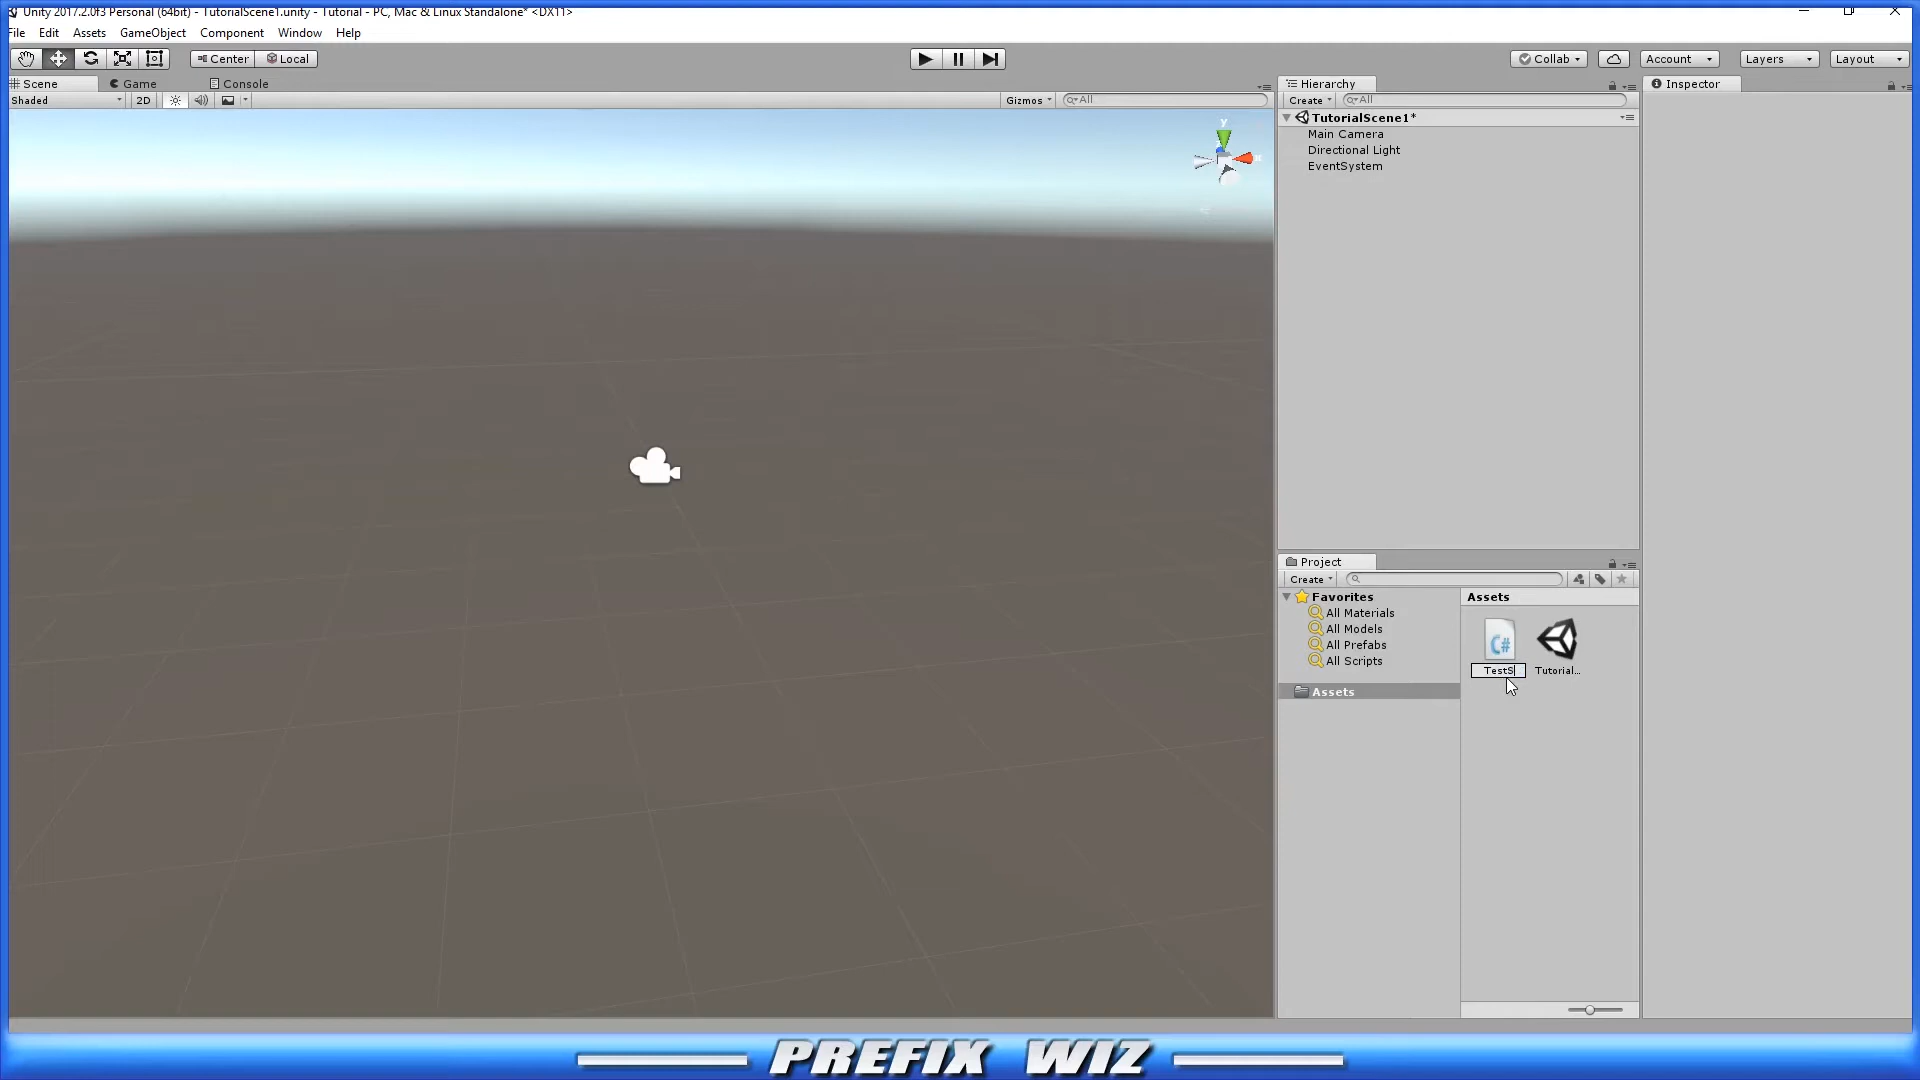 Unity 2017.2.0f3 Personal (64bit) - TutorialScene1.unity - Tutorial - PC, Mac & Linux Standalone* <DX11>
File Edit Assets GameObject Component Window Help
Center Local Collab Account Layers Layout
Scene Game Console
Shaded 2D Gizmos All
y
Hierarchy
Create All
TutorialScene1*
Main Camera
Directional Light
EventSystem
Inspector
Project
Create
Favorites
All Materials
All Models
All Prefabs
All Scripts
Assets
Assets
C#
TestS Tutorial...
PREFIX WIZ